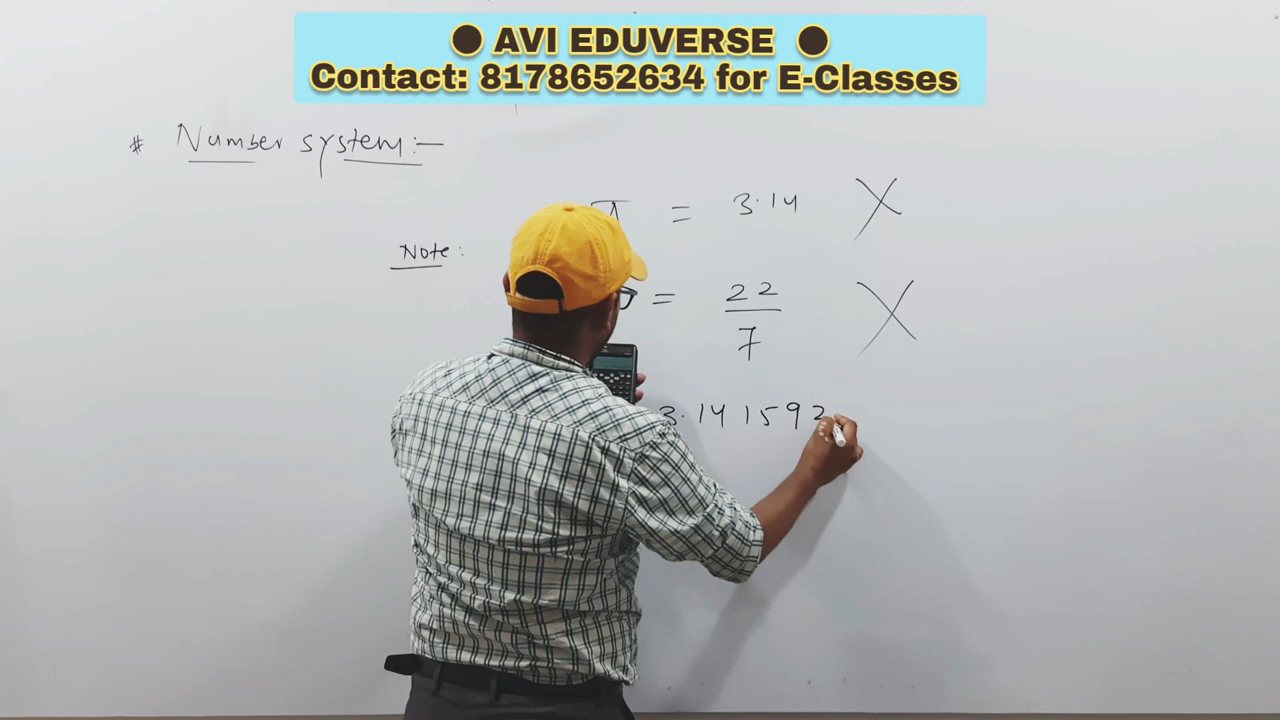 ● AVI EDUVERSE ●
Contact: 8178652634 for E-Classes
# Number system:-
π = 3.14 X
Note:
= 22/7 X
3.141592